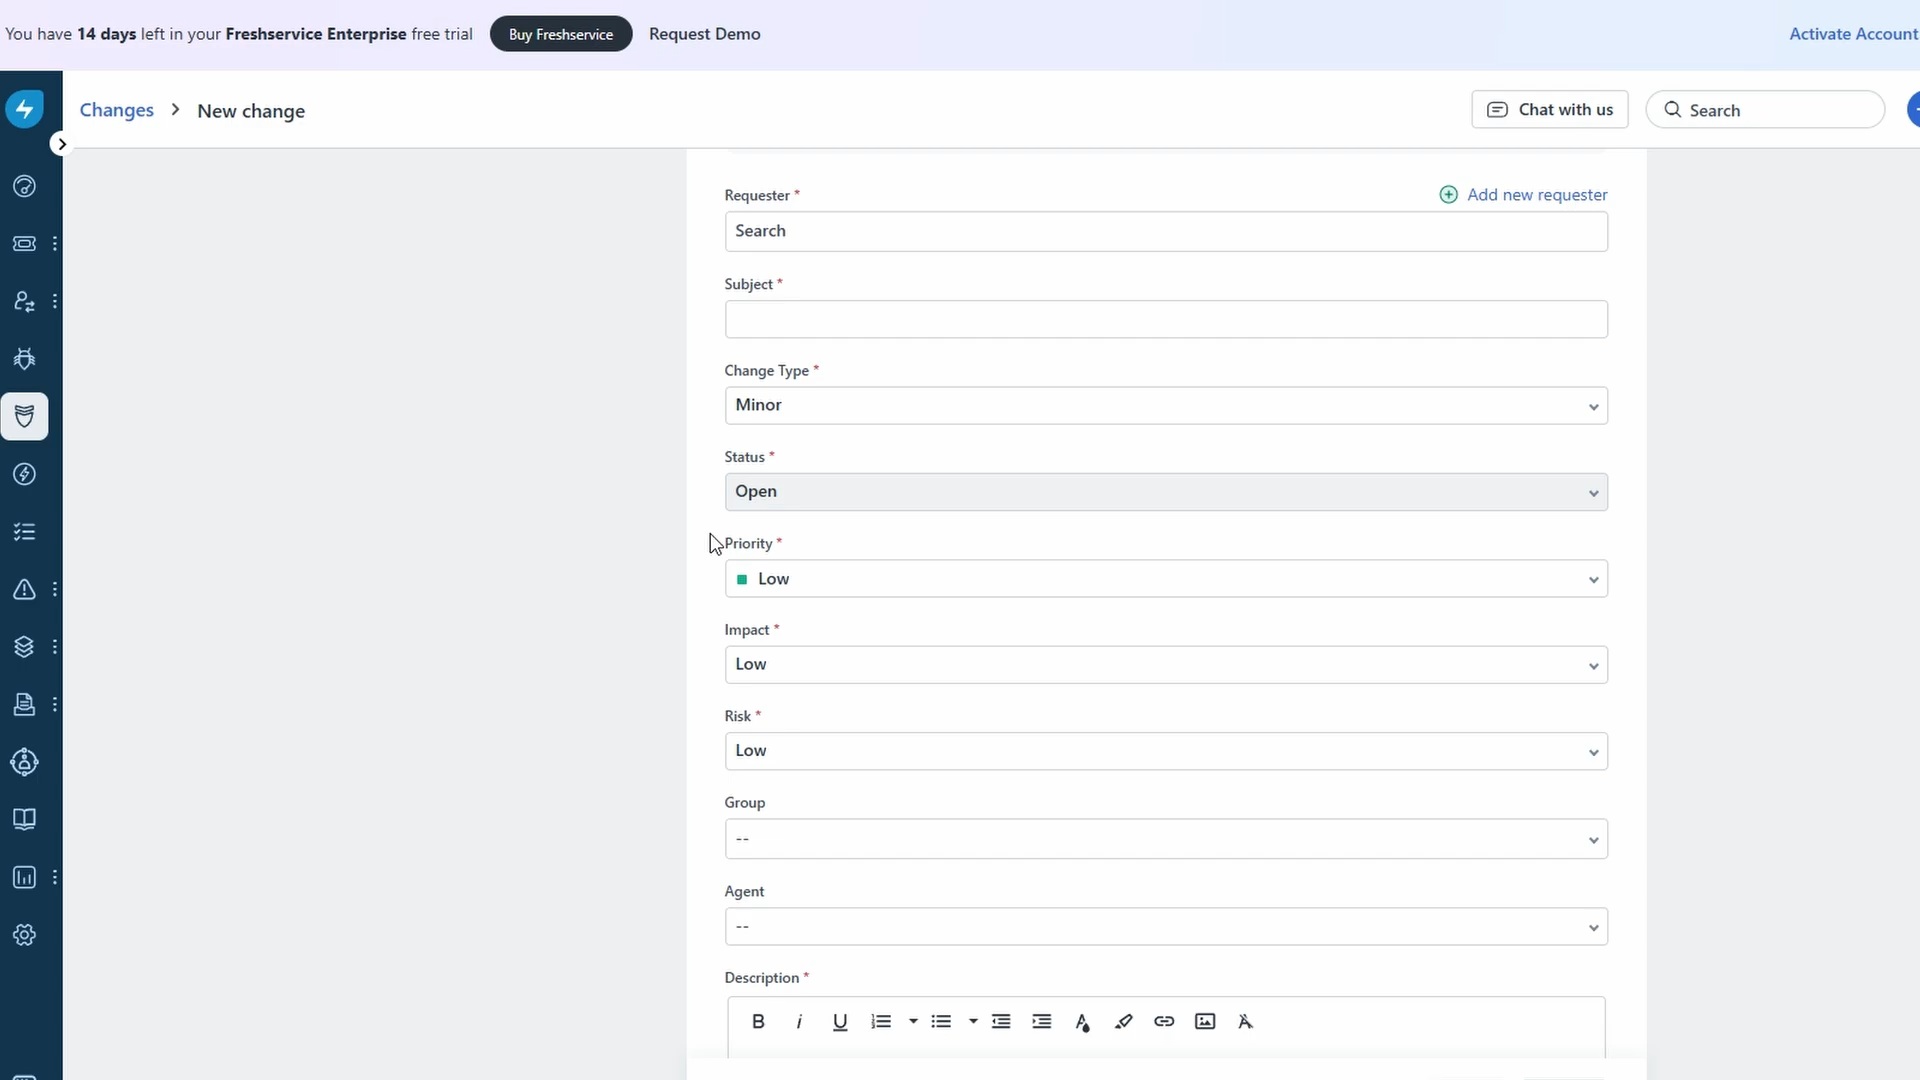 You have 14 days left in your Freshservice Enterprise free trial Buy Freshservice Request Demo Activate Account
Changes New change Chat with us Search
Requester * Add new requester
Search
Subject *
Change Type *
Minor
Status *
Open
Priority *
Low
Impact *
Low
Risk *
Low
Group
--
Agent
--
Description *
B i U A